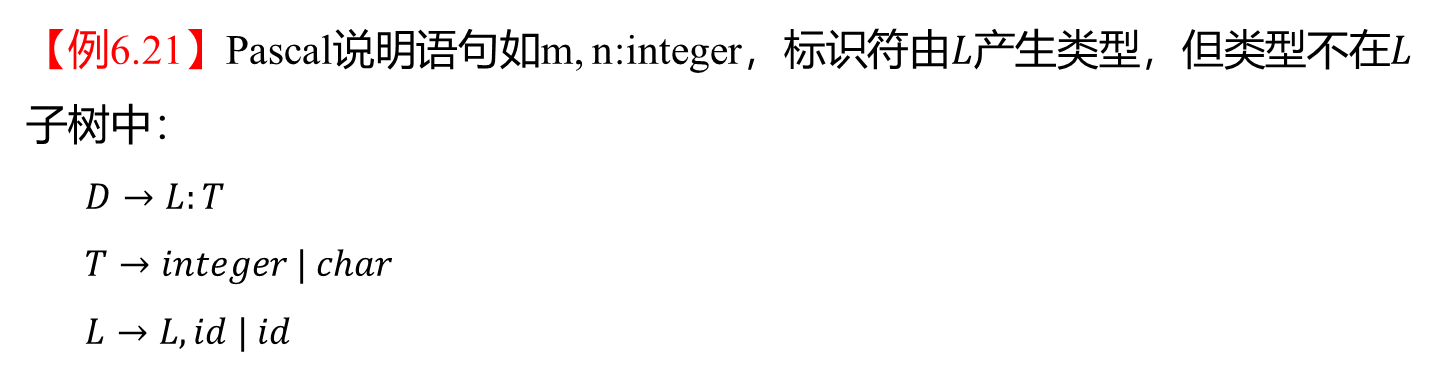 【例6.21】Pascal说明语句如m, n:integer，标识符由L产生类型，但类型不在L
子树中：
D → L: T
T → integer | char
L → L, id | id